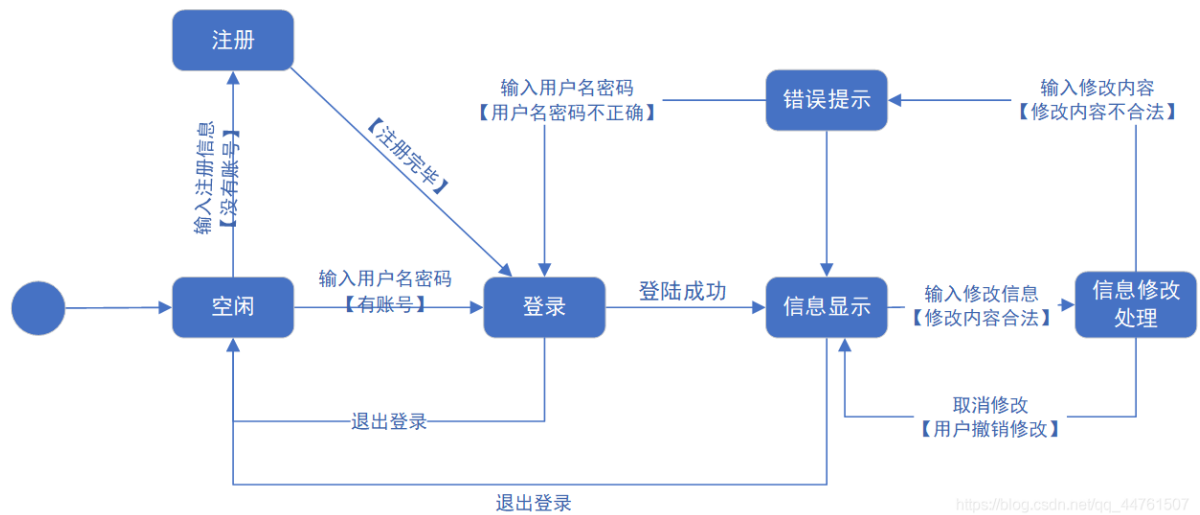 注册
输入用户名密码
【用户名密码不正确】
错误提示
输入修改内容
【修改内容不合法】
输入注册信息
【没有账号】
【注册完毕】
空闲
输入用户名密码
【有账号】
登录
登陆成功
信息显示
输入修改信息
【修改内容合法】
信息修改
处理
退出登录
取消修改
【用户撤销修改】
退出登录
https://blog.csdn.net/qq_44761507